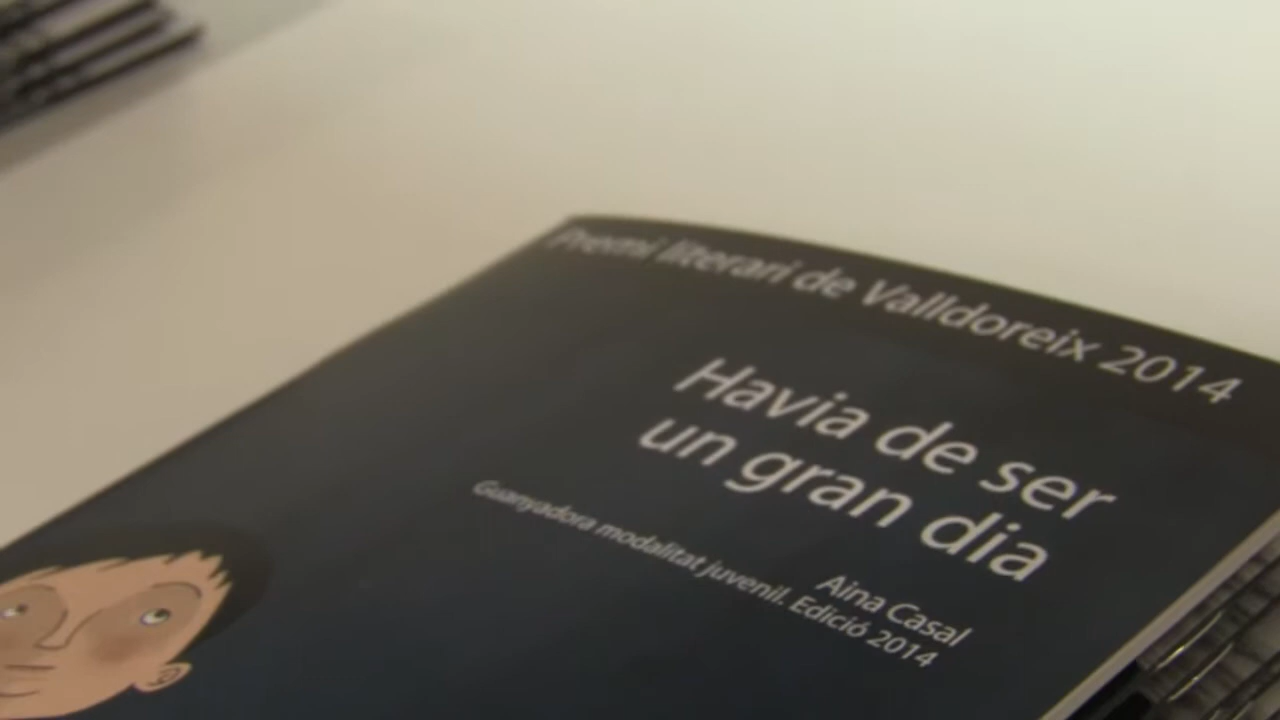 Premi literari de Valldoreix 2014
Havia de ser
un gran dia
Aina Casal
Guanyadora modalitat juvenil. Edició 2014